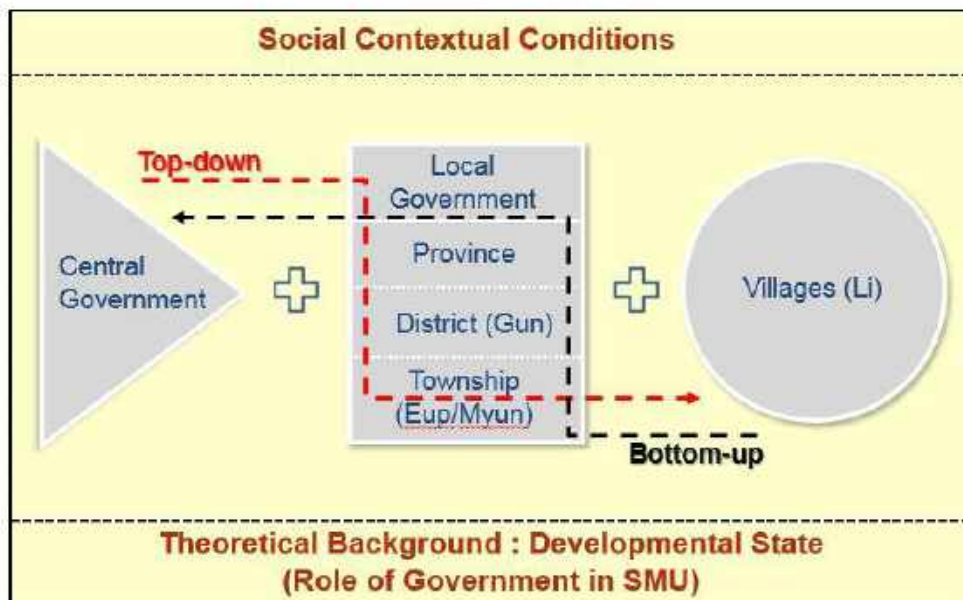 Social Contextual Conditions
Top-down
Central
Government
Local
Government
Province
District (Gun)
Township
(Eup/Myun)
Villages (Li)
Bottom-up
Theoretical Background : Developmental State
(Role of Government in SMU)